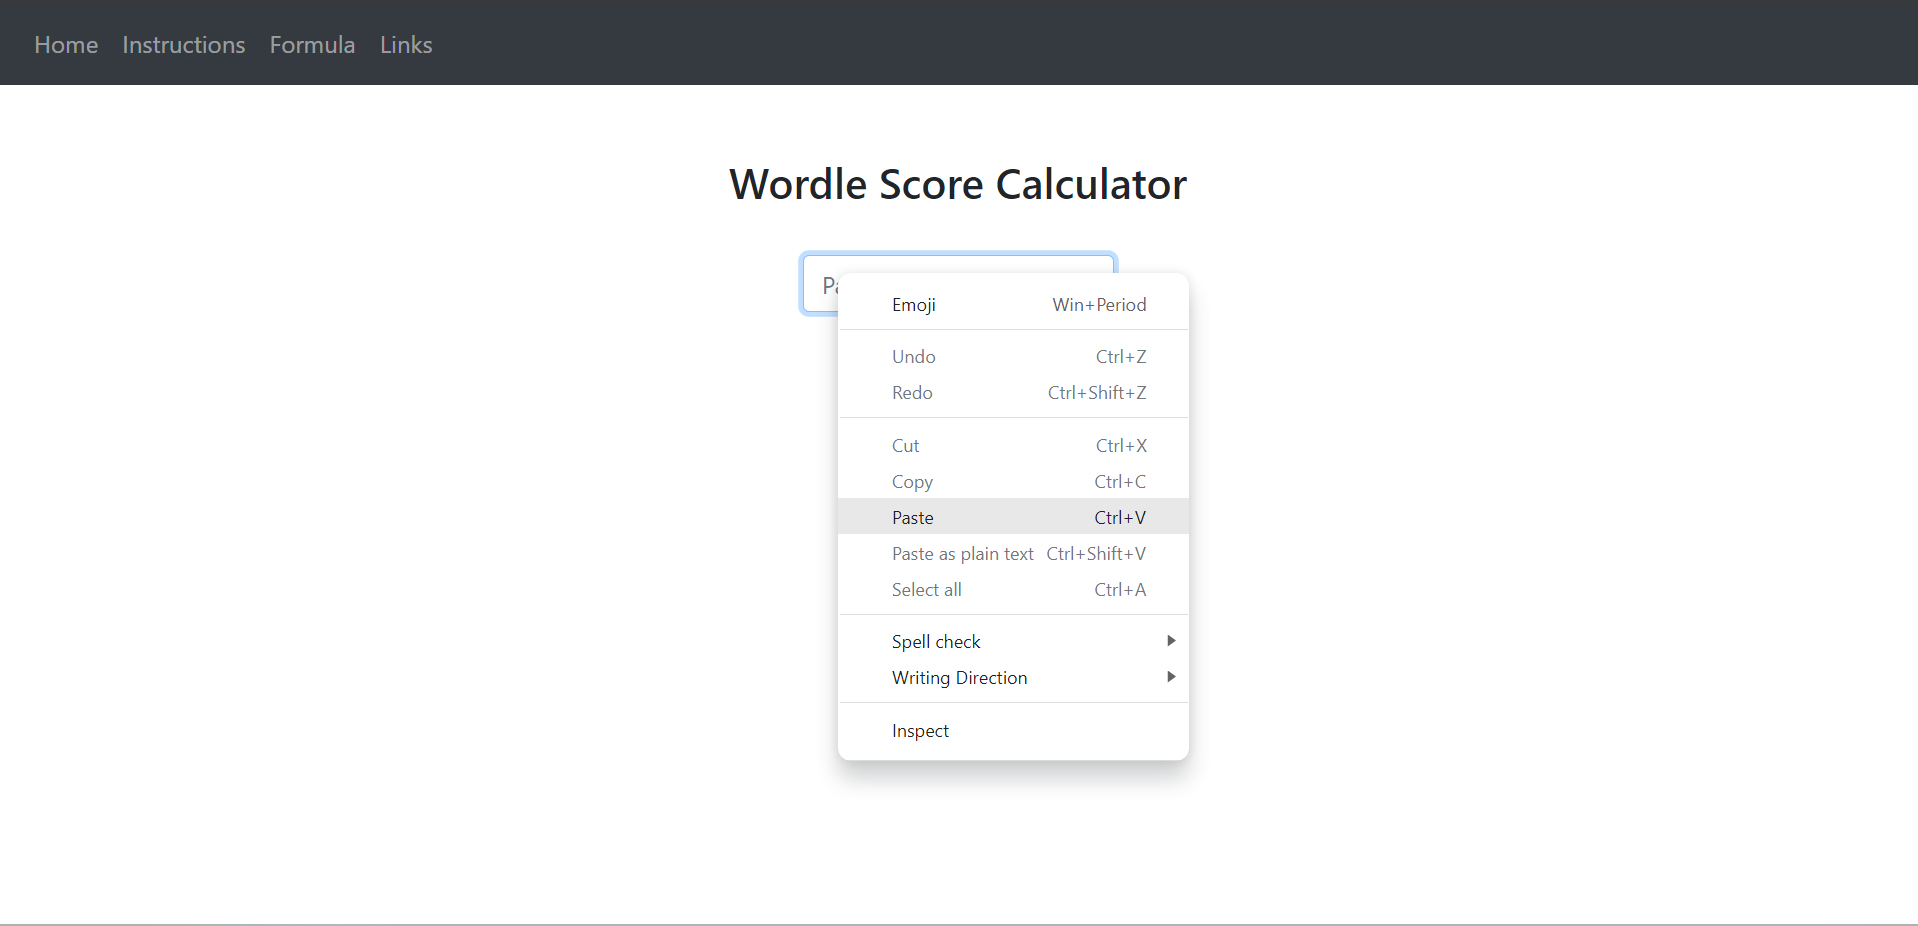 Home Instructions Formula Links
Wordle Score Calculator
Emoji Win+Period
Undo Ctrl+Z
Redo Ctrl+Shift+Z
Cut Ctrl+X
Copy Ctrl+C
Paste Ctrl+V
Paste as plain text Ctrl+Shift+V
Select all Ctrl+A
Spell check
Writing Direction
Inspect